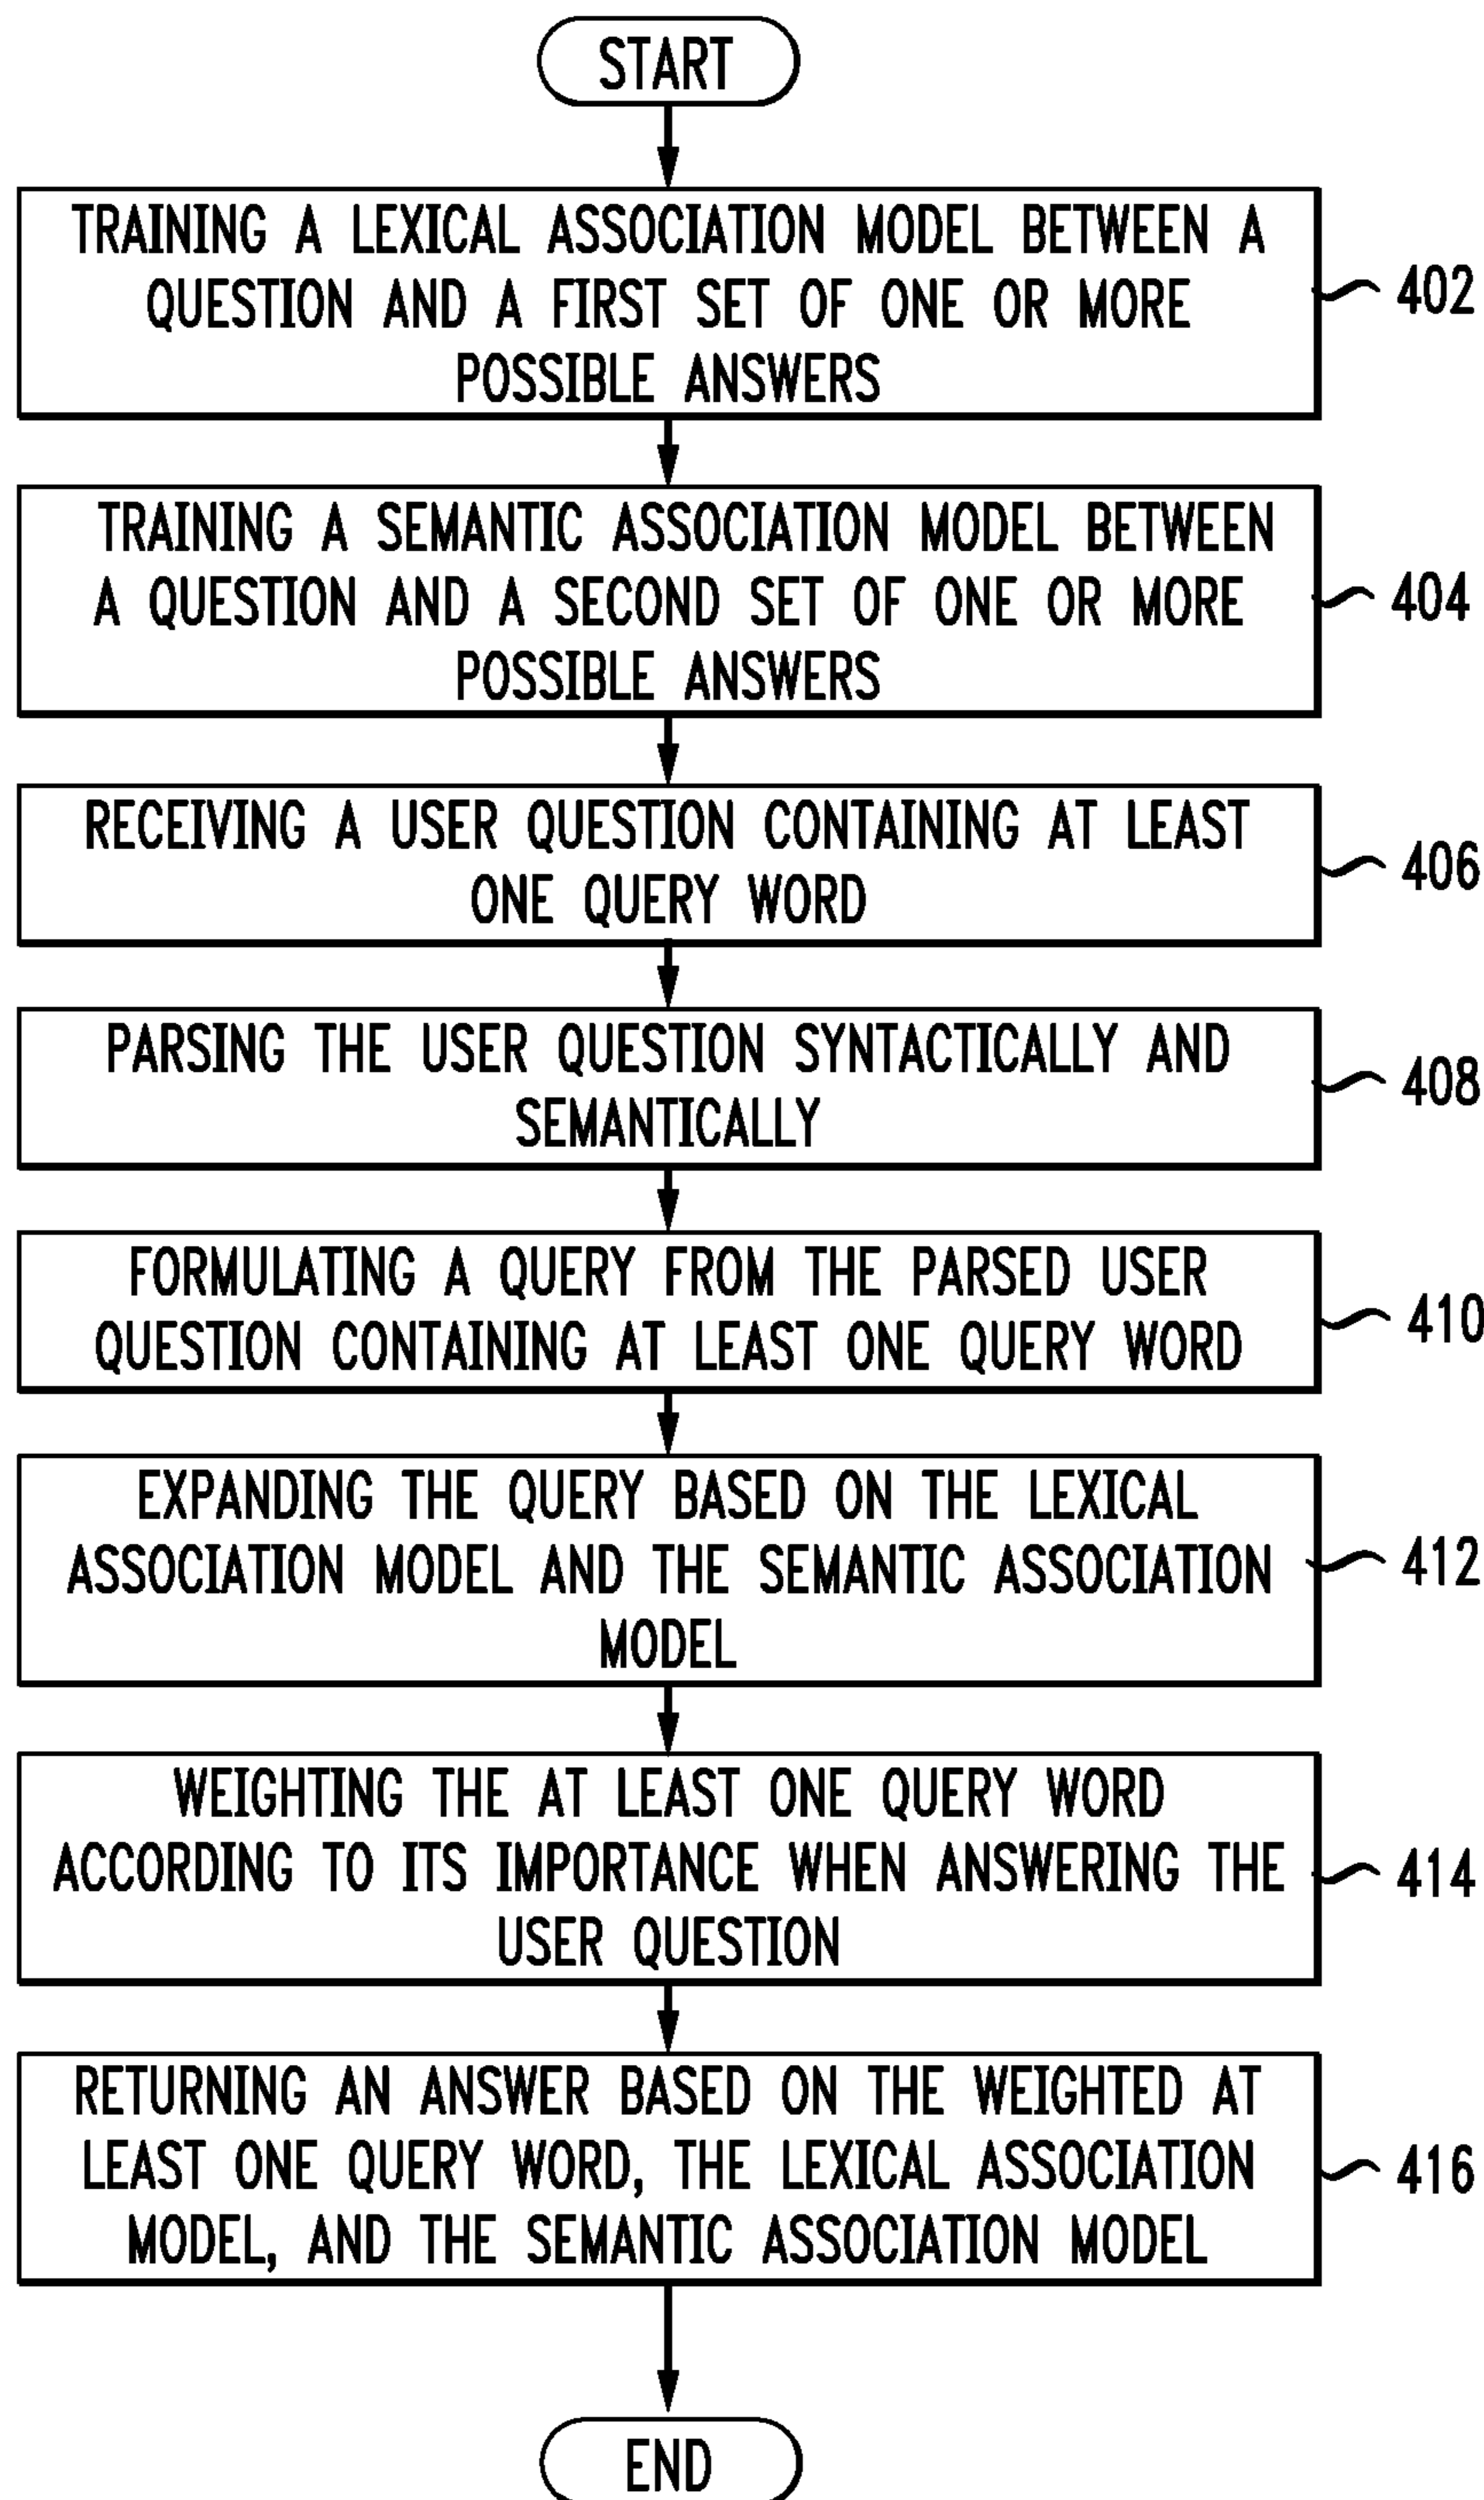 START
TRAINING A LEXICAL ASSOCIATION MODEL BETWEEN A
QUESTION AND A FIRST SET OF ONE OR MORE
POSSIBLE ANSWERS
402
TRAINING A SEMANTIC ASSOCIATION MODEL BETWEEN
A QUESTION AND A SECOND SET OF ONE OR MORE
POSSIBLE ANSWERS
404
RECEIVING A USER QUESTION CONTAINING AT LEAST
ONE QUERY WORD
406
PARSING THE USER QUESTION SYNTACTICALLY AND
SEMANTICALLY
408
FORMULATING A QUERY FROM THE PARSED USER
QUESTION CONTAINING AT LEAST ONE QUERY WORD
410
EXPANDING THE QUERY BASED ON THE LEXICAL
ASSOCIATION MODEL AND THE SEMANTIC ASSOCIATION
MODEL
412
WEIGHTING THE AT LEAST ONE QUERY WORD
ACCORDING TO ITS IMPORTANCE WHEN ANSWERING THE
USER QUESTION
414
RETURNING AN ANSWER BASED ON THE WEIGHTED AT
LEAST ONE QUERY WORD, THE LEXICAL ASSOCIATION
MODEL, AND THE SEMANTIC ASSOCIATION MODEL
416
END